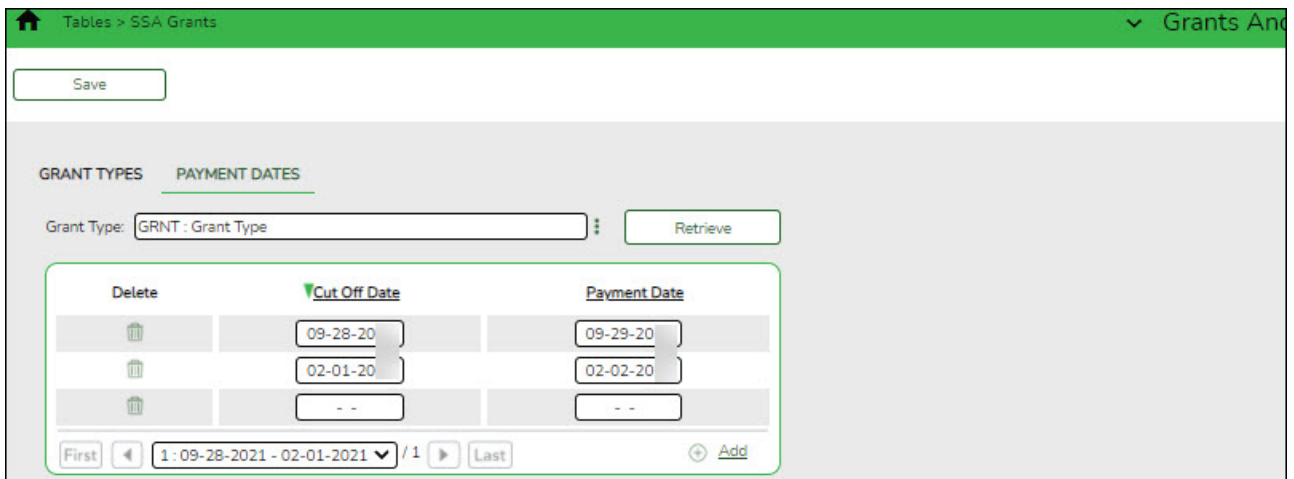 Tables > SSA Grants
Grants And
Save
GRANT TYPES PAYMENT DATES
Grant Type: GRNT : Grant Type Retrieve
Delete Cut Off Date Payment Date
09-28-20 09-29-20
02-01-20 02-02-20
- - - -
First 1 : 09-28-2021 - 02-01-2021 / 1 Last Add